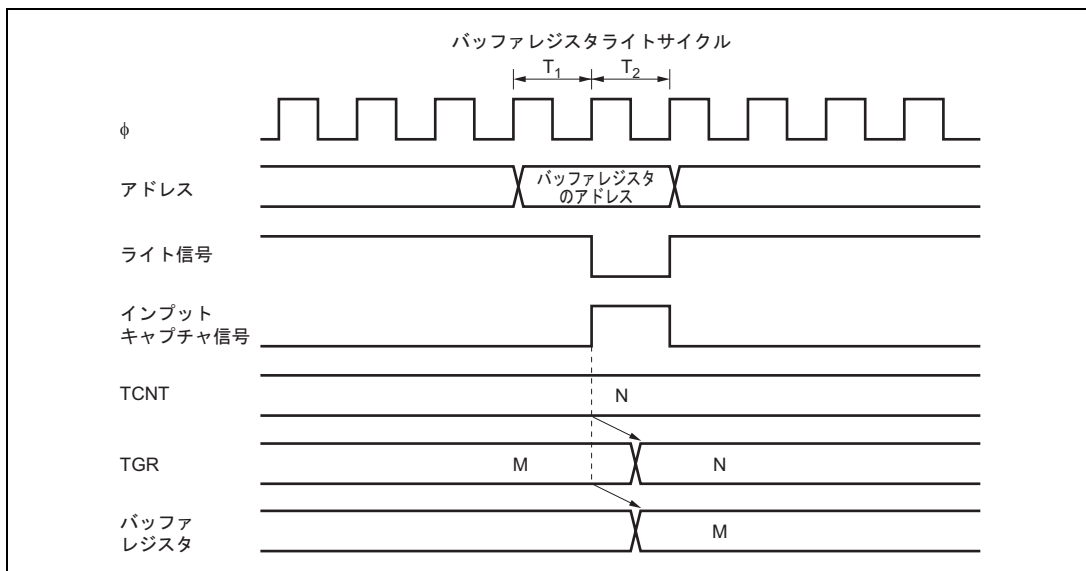 バッファレジスタライトサイクル
T1 T2
φ
アドレス
バッファレジスタ
のアドレス
ライト信号
インプット
キャプチャ信号
TCNT
N
TGR
M N
バッファ
レジスタ
M